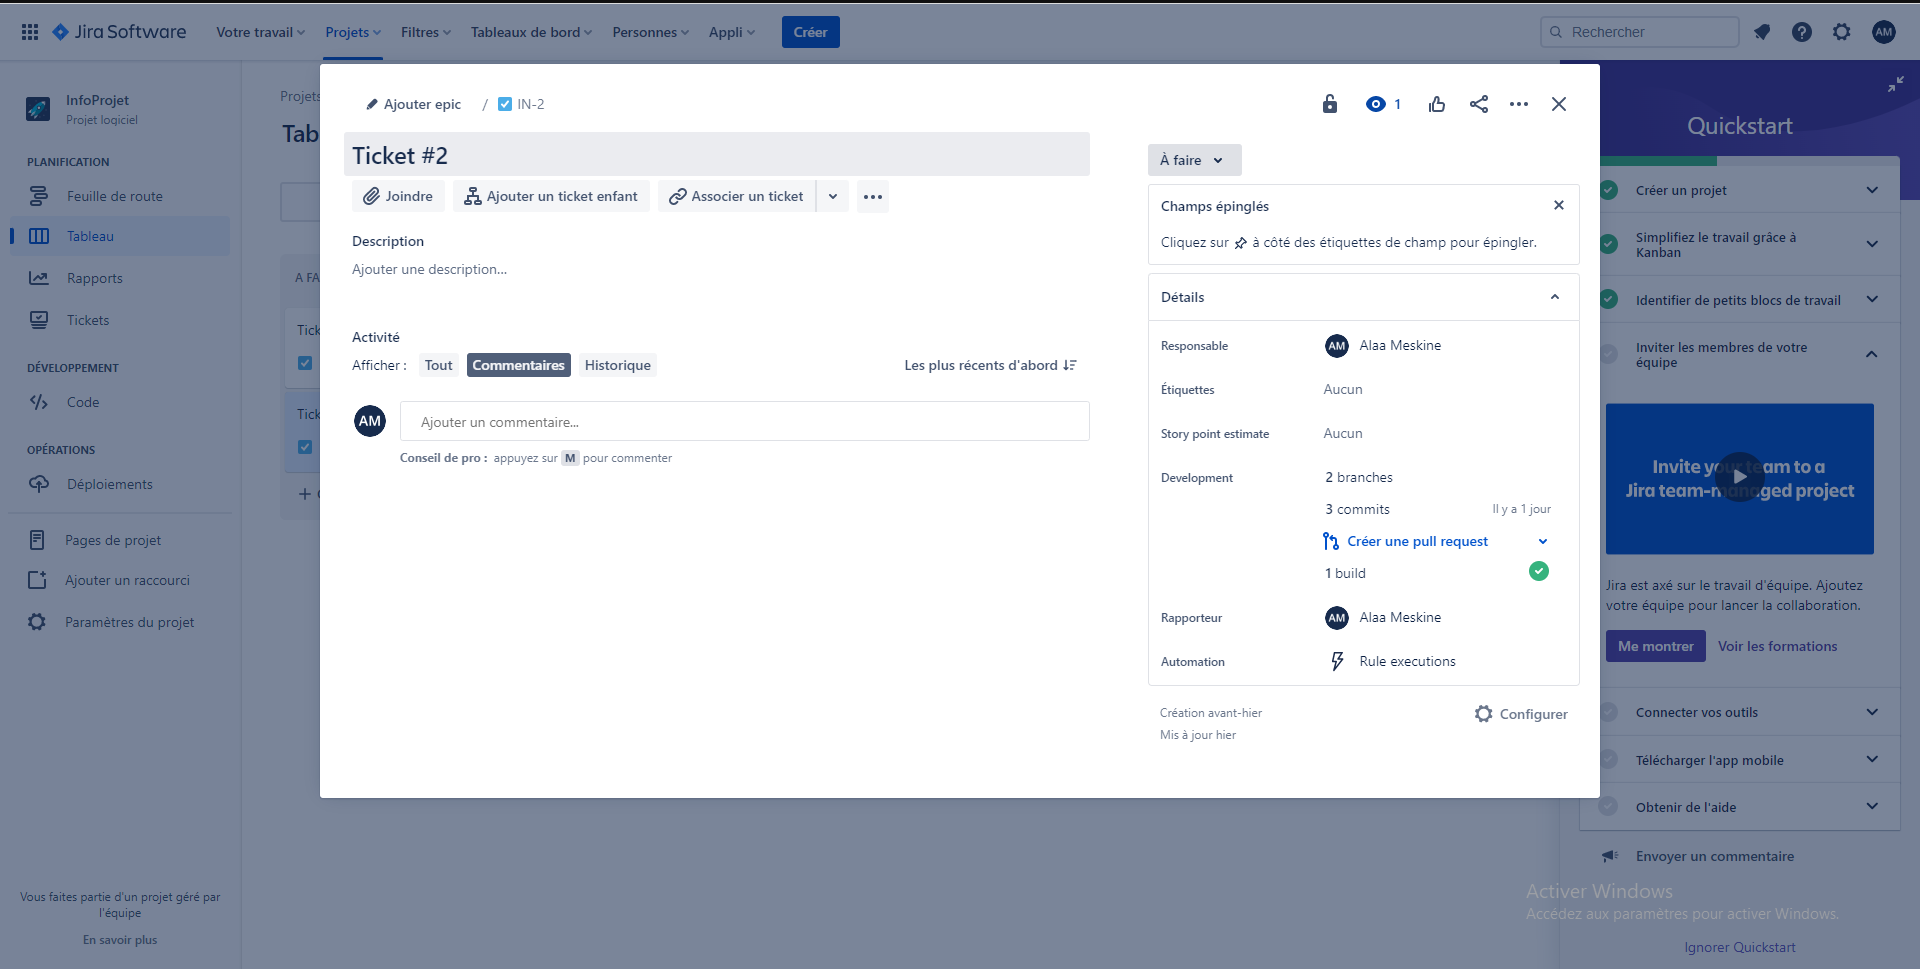 Jira Software
Votre travail
Projets
Filtres
Tableaux de bord
Personnes
Appli
Créer
Rechercher
AM
InfoProjet
Projet logiciel
PLANIFICATION
Feuille de route
Tableau
Rapports
Tickets
DÉVELOPPEMENT
Code
OPÉRATIONS
Déploiements
Pages de projet
Ajouter un raccourci
Paramètres du projet
Vous faites partie d'un projet géré par
l'équipe
En savoir plus
Projets
Tab
A FA
Tick
Tick
Ajouter epic
/ IN-2
1
Ticket #2
Joindre
Ajouter un ticket enfant
Associer un ticket
Description
Ajouter une description...
Activité
Afficher :
Tout
Commentaires
Historique
Les plus récents d'abord
AM
Ajouter un commentaire...
Conseil de pro : appuyez sur M pour commenter
À faire
Champs épinglés
Cliquez sur à côté des étiquettes de champ pour épingler.
Détails
Responsable
AM Alaa Meskine
Étiquettes
Aucun
Story point estimate
Aucun
Development
2 branches
3 commits
Il y a 1 jour
Créer une pull request
1 build
Rapporteur
AM Alaa Meskine
Automation
Rule executions
Création avant-hier
Mis à jour hier
Configurer
Quickstart
Créer un projet
Simplifiez le travail grâce à
Kanban
Identifier de petits blocs de travail
Inviter les membres de votre
équipe
Invite your team to a
Jira team-managed project
Jira est axé sur le travail d'équipe. Ajoutez
votre équipe pour lancer la collaboration.
Me montrer
Voir les formations
Connecter vos outils
Télécharger l'app mobile
Obtenir de l'aide
Envoyer un commentaire
Activer Windows
Accédez aux paramètres pour activer Windows.
Ignorer Quickstart